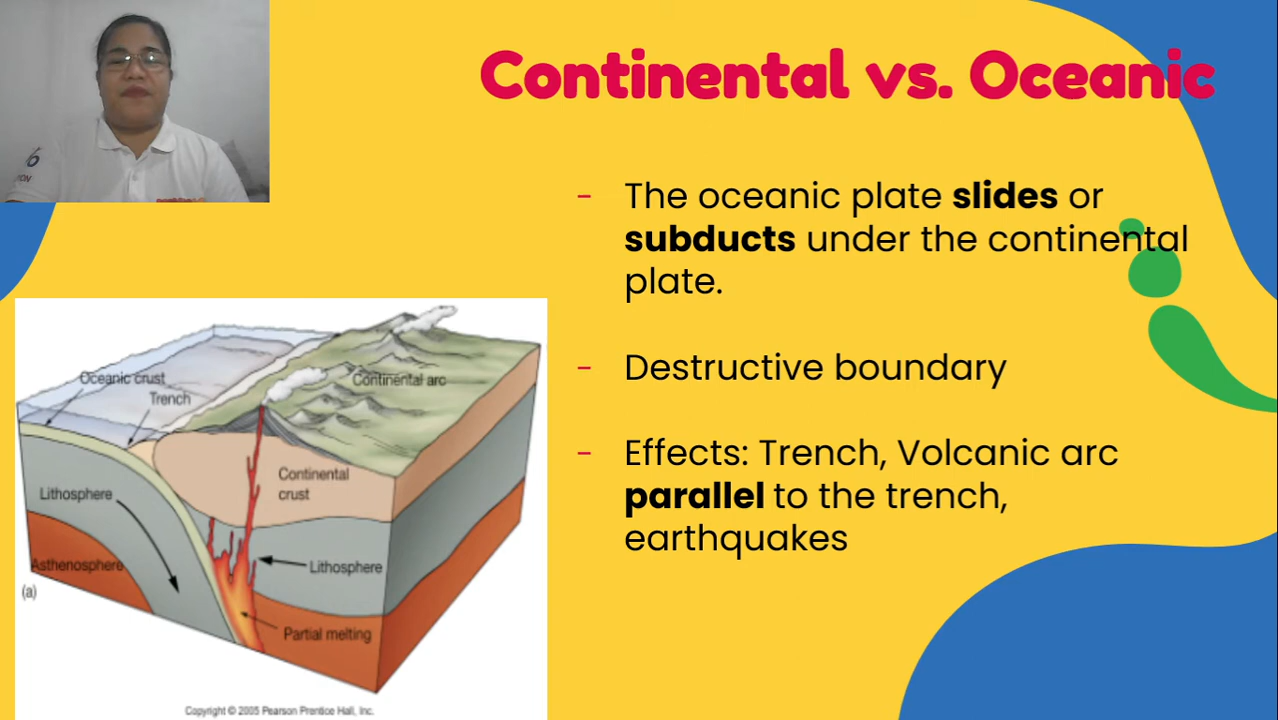 Continental vs. Oceanic
- The oceanic plate slides or
subducts under the continental
plate.
- Destructive boundary
- Effects: Trench, Volcanic arc
parallel to the trench,
earthquakes
Oceanic crust
Trench
Continental arc
Continental
crust
Lithosphere
Asthenosphere
Lithosphere
(a)
Partial melting
Copyright © 2005 Pearson Prentice Hall, Inc.